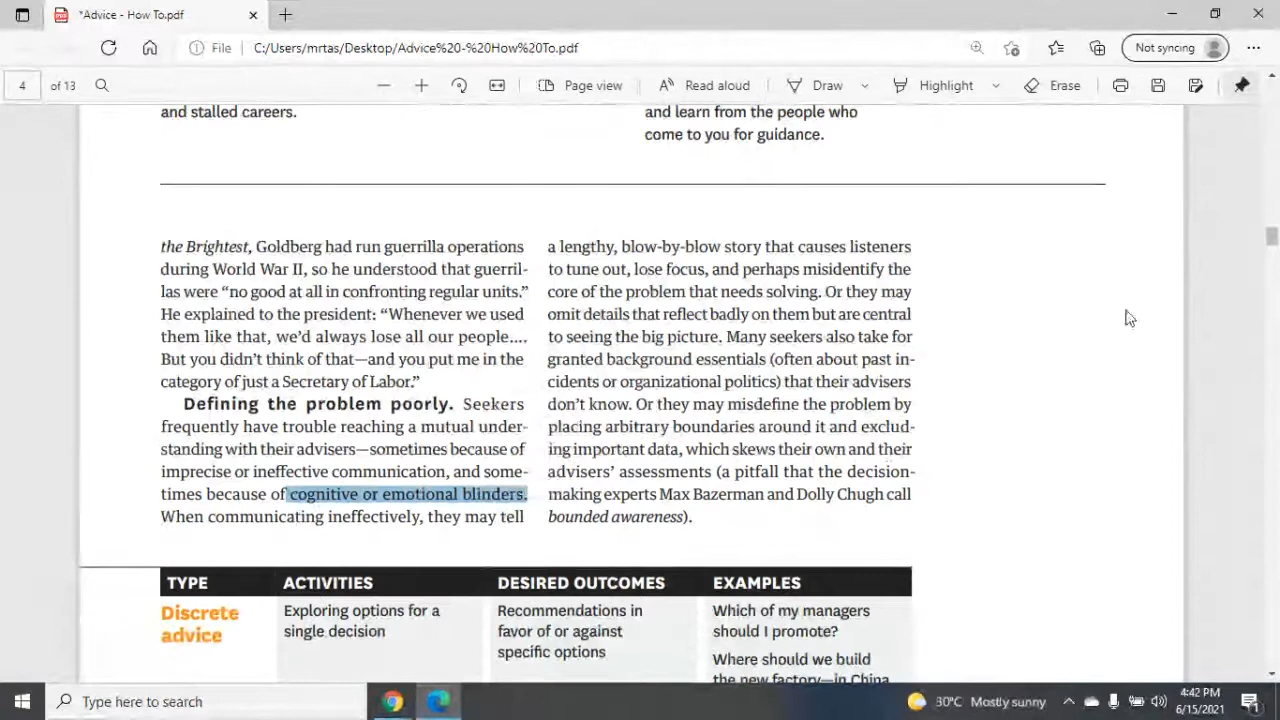 *Advice - How To.pdf
File C:/Users/mrtas/Desktop/Advice%20-%20How%20To.pdf
Not syncing
4 of 13
Page view
Read aloud
Draw
Highlight
Erase
and stalled careers.
and learn from the people who
come to you for guidance.
the Brightest, Goldberg had run guerrilla operations
during World War II, so he understood that guerril-
las were “no good at all in confronting regular units.”
He explained to the president: “Whenever we used
them like that, we’d always lose all our people....
But you didn’t think of that—and you put me in the
category of just a Secretary of Labor.”
Defining the problem poorly. Seekers
frequently have trouble reaching a mutual under-
standing with their advisers—sometimes because of
imprecise or ineffective communication, and some-
times because of cognitive or emotional blinders.
When communicating ineffectively, they may tell
a lengthy, blow-by-blow story that causes listeners
to tune out, lose focus, and perhaps misidentify the
core of the problem that needs solving. Or they may
omit details that reflect badly on them but are central
to seeing the big picture. Many seekers also take for
granted background essentials (often about past in-
cidents or organizational politics) that their advisers
don’t know. Or they may misdefine the problem by
placing arbitrary boundaries around it and exclud-
ing important data, which skews their own and their
advisers’ assessments (a pitfall that the decision-
making experts Max Bazerman and Dolly Chugh call
bounded awareness).
TYPE ACTIVITIES DESIRED OUTCOMES EXAMPLES
Discrete
advice
Exploring options for a
single decision
Recommendations in
favor of or against
specific options
Which of my managers
should I promote?
Where should we build
the new factory—in China,
Type here to search
30°C Mostly sunny
4:42 PM
6/15/2021
1